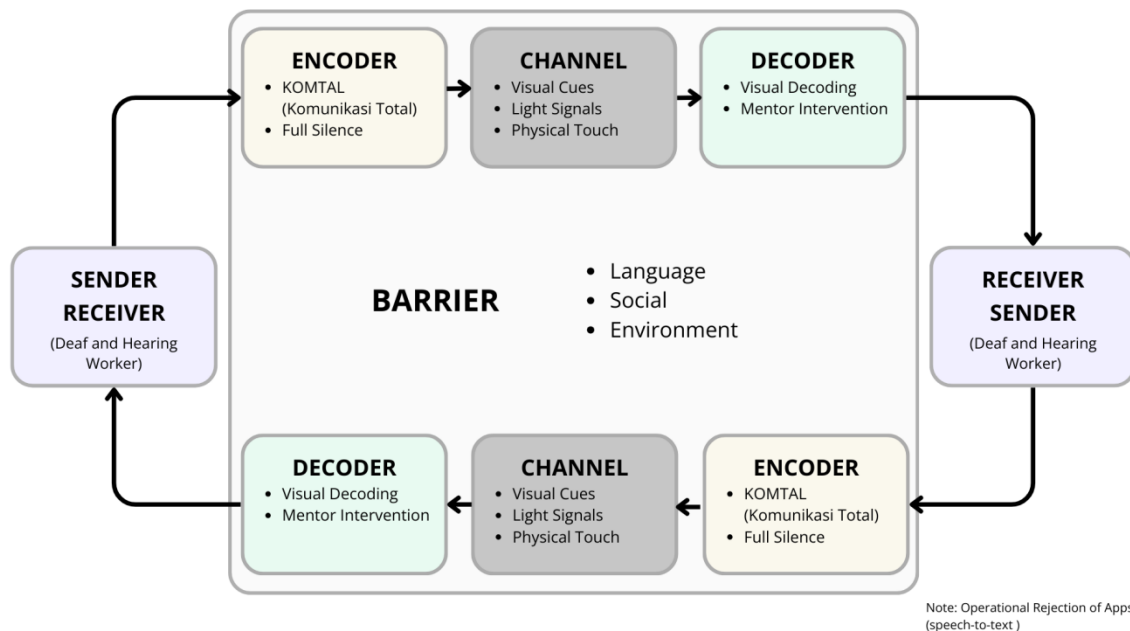 ENCODER
• KOMTAL
(Komunikasi Total)
• Full Silence
CHANNEL
• Visual Cues
• Light Signals
• Physical Touch
DECODER
• Visual Decoding
• Mentor Intervention
SENDER
RECEIVER
(Deaf and Hearing
Worker)
BARRIER
• Language
• Social
• Environment
RECEIVER
SENDER
(Deaf and Hearing
Worker)
DECODER
• Visual Decoding
• Mentor Intervention
CHANNEL
• Visual Cues
• Light Signals
• Physical Touch
ENCODER
• KOMTAL
(Komunikasi Total)
• Full Silence
Note: Operational Rejection of Apps
(speech-to-text )